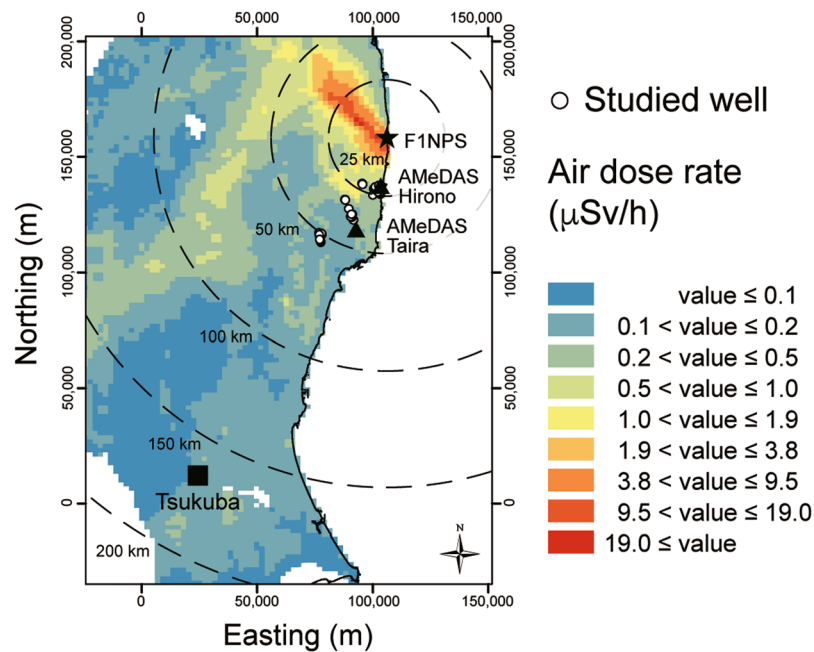 0
50,000
100,000
150,000
200,000
200,000
150,000
150,000
100,000
100,000
50,000
50,000
0
0
Northing (m)
F1NPS
25 km
AMeDAS
Hirono
AMeDAS
Taira
50 km
100 km
150 km
Tsukuba
200 km
N
0
50,000
100,000
150,000
Easting (m)
Studied well
Air dose rate
(μSv/h)
value ≤ 0.1
0.1 < value ≤ 0.2
0.2 < value ≤ 0.5
0.5 < value ≤ 1.0
1.0 < value ≤ 1.9
1.9 < value ≤ 3.8
3.8 < value ≤ 9.5
9.5 < value ≤ 19.0
19.0 ≤ value